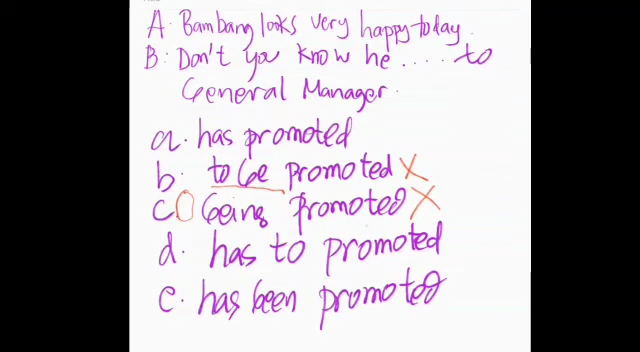 A: Bambang looks very happy today.
B: Don't you know he .... to
General Manager.
a. has promoted
b. to be promoted X
c. being promoted X
d. has to promoted
e. has been promoted